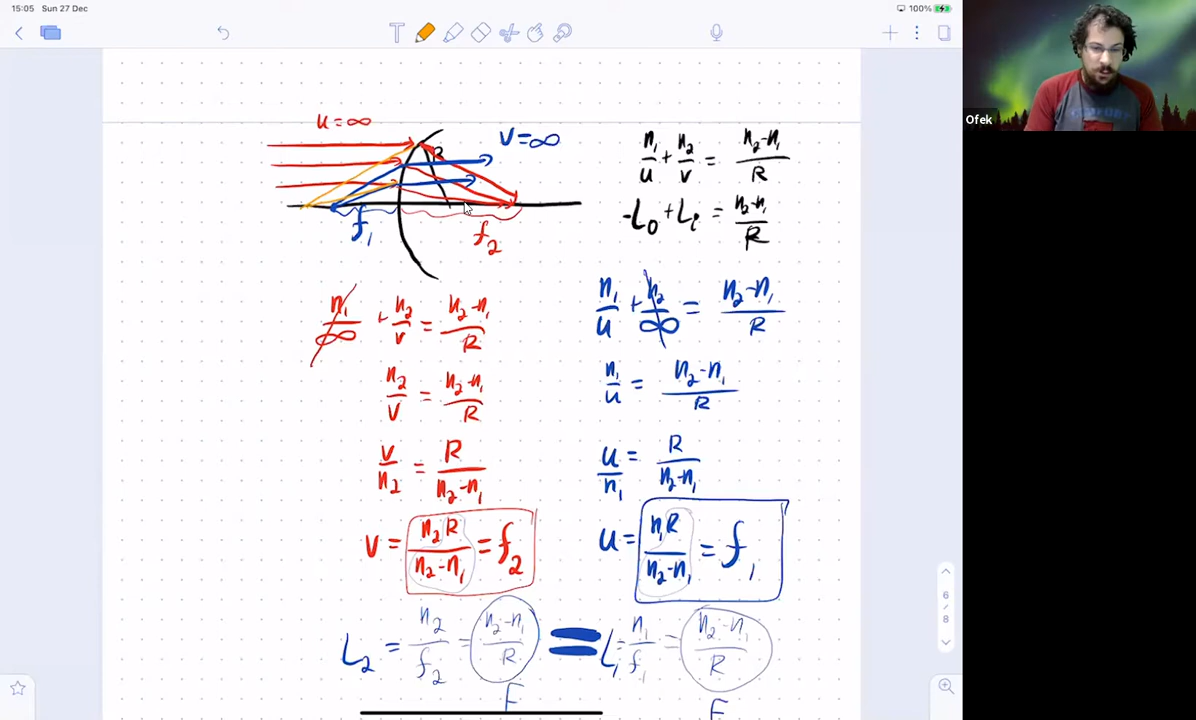 15:05 Sun 27 Dec
100%
T
Ofek
u = ∞
v = ∞
R
f₁
f₂
n₁/u + n₂/v = (n₂-n₁)/R
-L₀ + Lᵢ = (n₂-n₁)/R
n₁/∞ + n₂/v = (n₂-n₁)/R
n₁/u + n₂/∞ = (n₂-n₁)/R
n₂/v = (n₂-n₁)/R
n₁/u = (n₂-n₁)/R
v/n₂ = R/(n₂-n₁)
u/n₁ = R/(n₂-n₁)
v = n₂R/(n₂-n₁) = f₂
u = n₁R/(n₂-n₁) = f₁
L₂ = n₂/f₂ = (n₂-n₁)/R = L₁ = n₁/f₁ = (n₂-n₁)/R
F
F
6
/
8